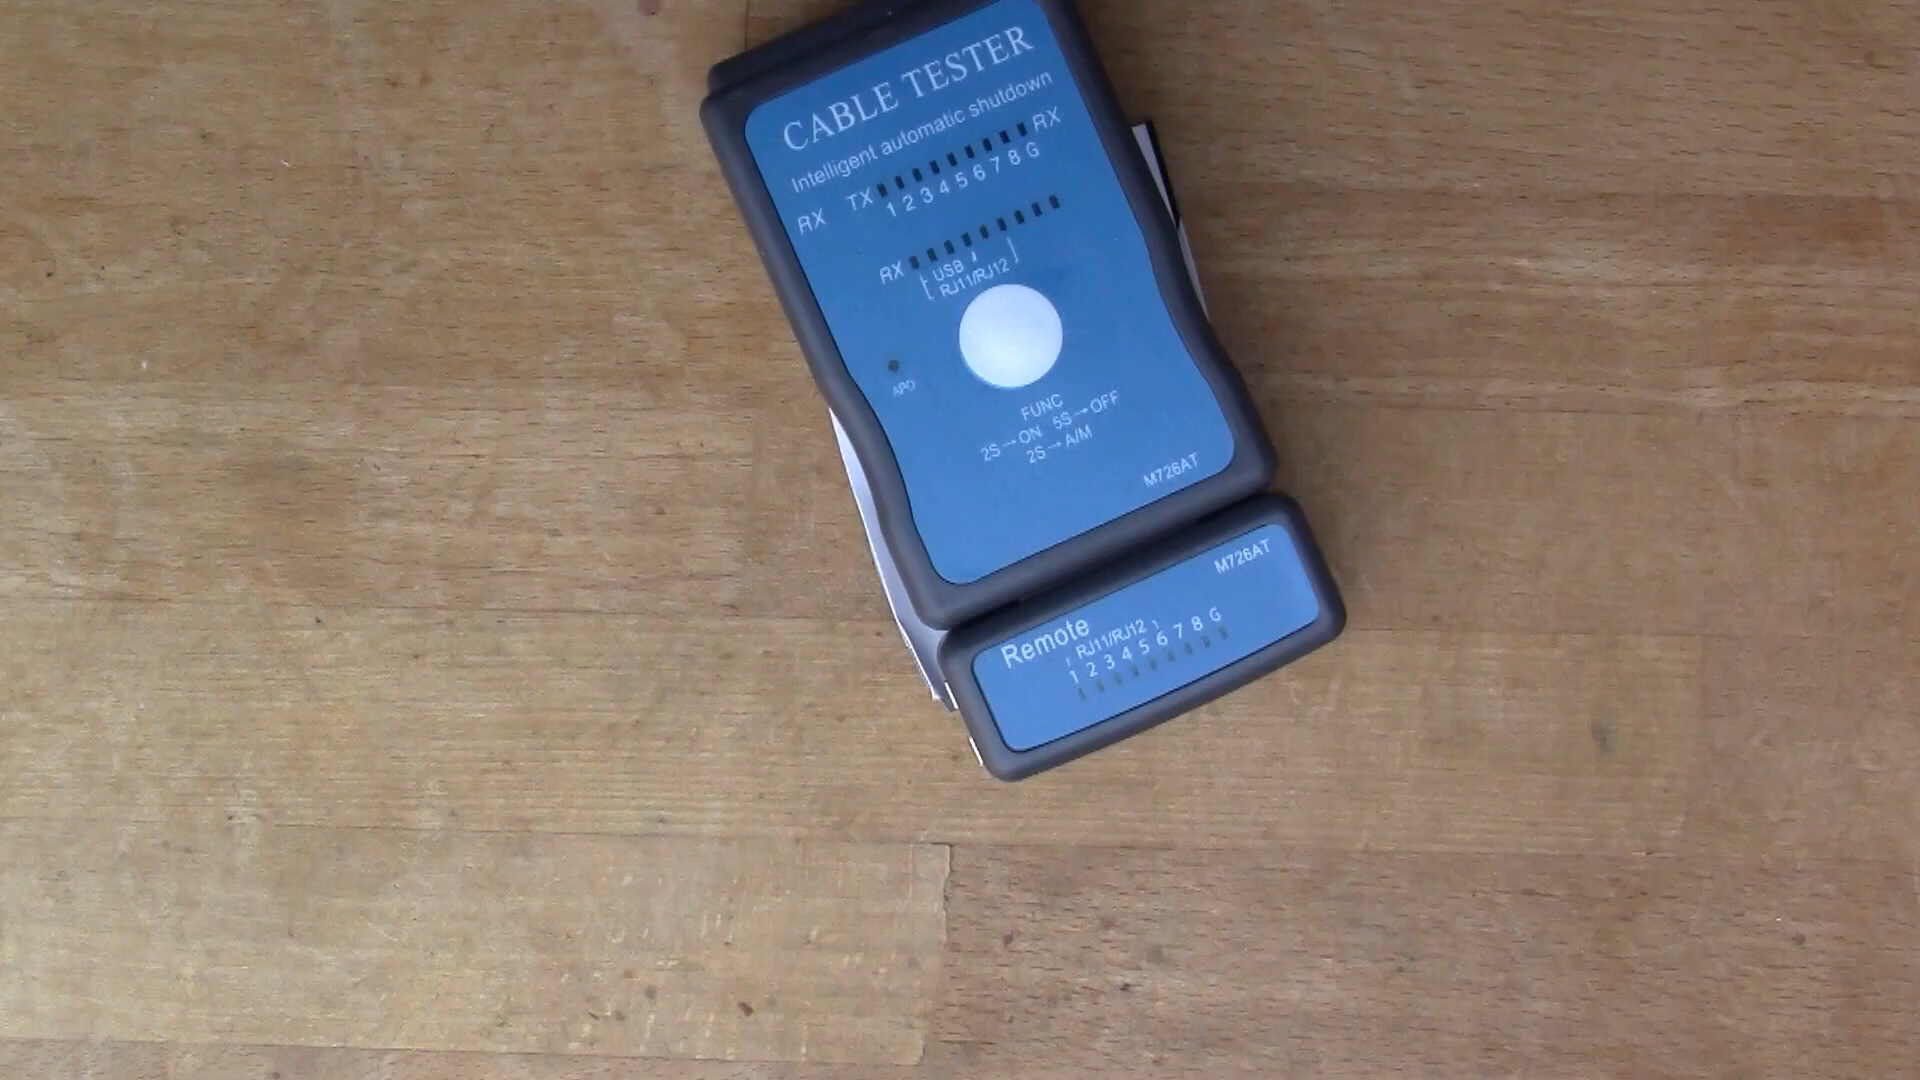 CABLE TESTER
Intelligent automatic shutdown
RX TX RX
1 2 3 4 5 6 7 8 G
RX
USB
RJ11/RJ12
APO
FUNC
2S→ON 5S→OFF
2S→A/M
M726AT
M726AT
Remote
RJ11/RJ12
1 2 3 4 5 6 7 8 G